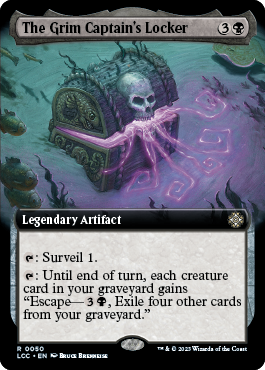 The Grim Captain's Locker 3
Legendary Artifact
: Surveil 1.
: Until end of turn, each creature
card in your graveyard gains
"Escape—3, Exile four other cards
from your graveyard."
R 0050
LCC • EN Bruce Brenneise
™ & © 2023 Wizards of the Coast